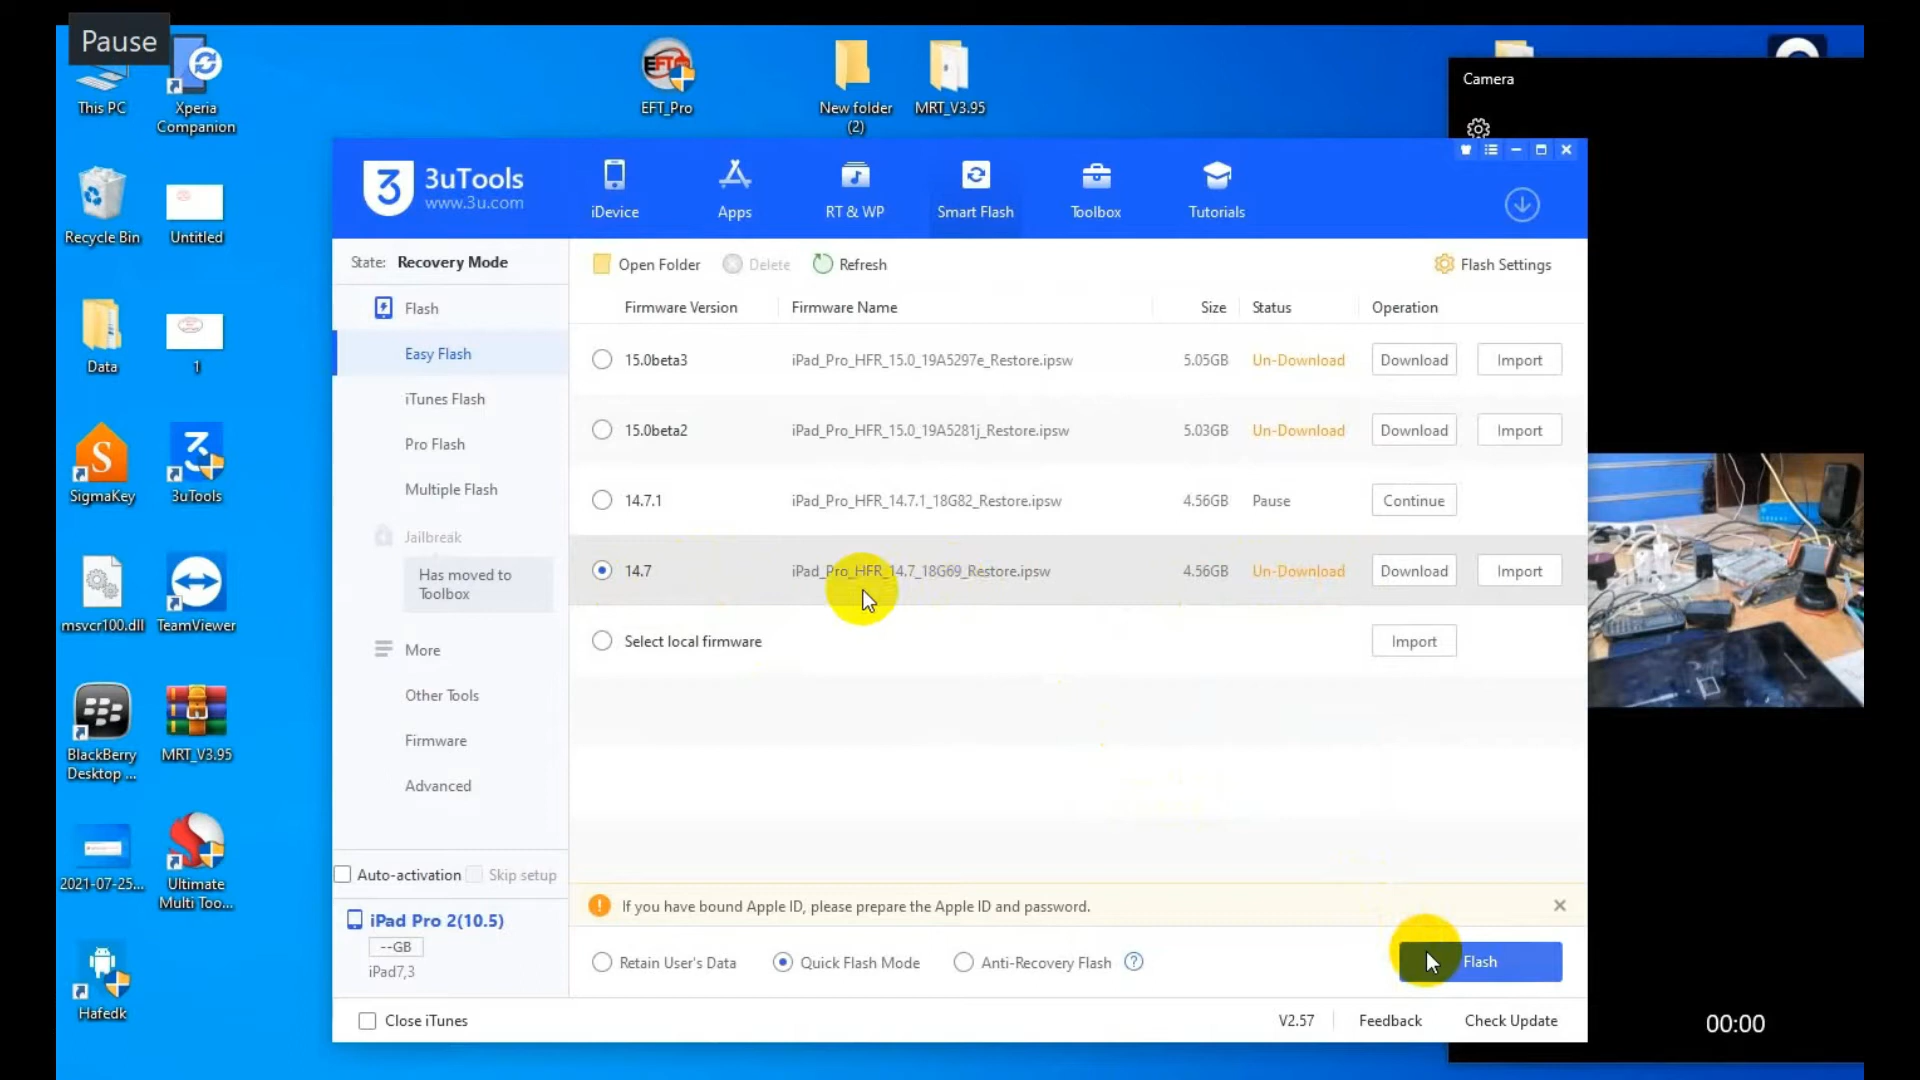 Pause
This PC
Xperia
Companion
EFT_Pro
New folder
(2)
MRT_V3.95
Camera
Recycle Bin
Untitled
Data
1
SigmaKey
3uTools
msvcr100.dll
TeamViewer
BlackBerry
Desktop ...
MRT_V3.95
2021-07-25...
Ultimate
Multi Too...
Hafedk
3uTools
www.3u.com
iDevice
Apps
RT & WP
Smart Flash
Toolbox
Tutorials
State: Recovery Mode
Flash
Easy Flash
iTunes Flash
Pro Flash
Multiple Flash
Jailbreak
Has moved to
Toolbox
More
Other Tools
Firmware
Advanced
Auto-activation Skip setup
iPad Pro 2(10.5)
--GB
iPad7,3
Open Folder Delete Refresh Flash Settings
Firmware Version Firmware Name Size Status Operation
15.0beta3 iPad_Pro_HFR_15.0_19A5297e_Restore.ipsw 5.05GB Un-Download Download Import
15.0beta2 iPad_Pro_HFR_15.0_19A5281j_Restore.ipsw 5.03GB Un-Download Download Import
14.7.1 iPad_Pro_HFR_14.7.1_18G82_Restore.ipsw 4.56GB Pause Continue
14.7 iPad_Pro_HFR_14.7_18G69_Restore.ipsw 4.56GB Un-Download Download Import
Select local firmware Import
If you have bound Apple ID, please prepare the Apple ID and password.
Retain User's Data Quick Flash Mode Anti-Recovery Flash Flash
Close iTunes V2.57 Feedback Check Update
00:00